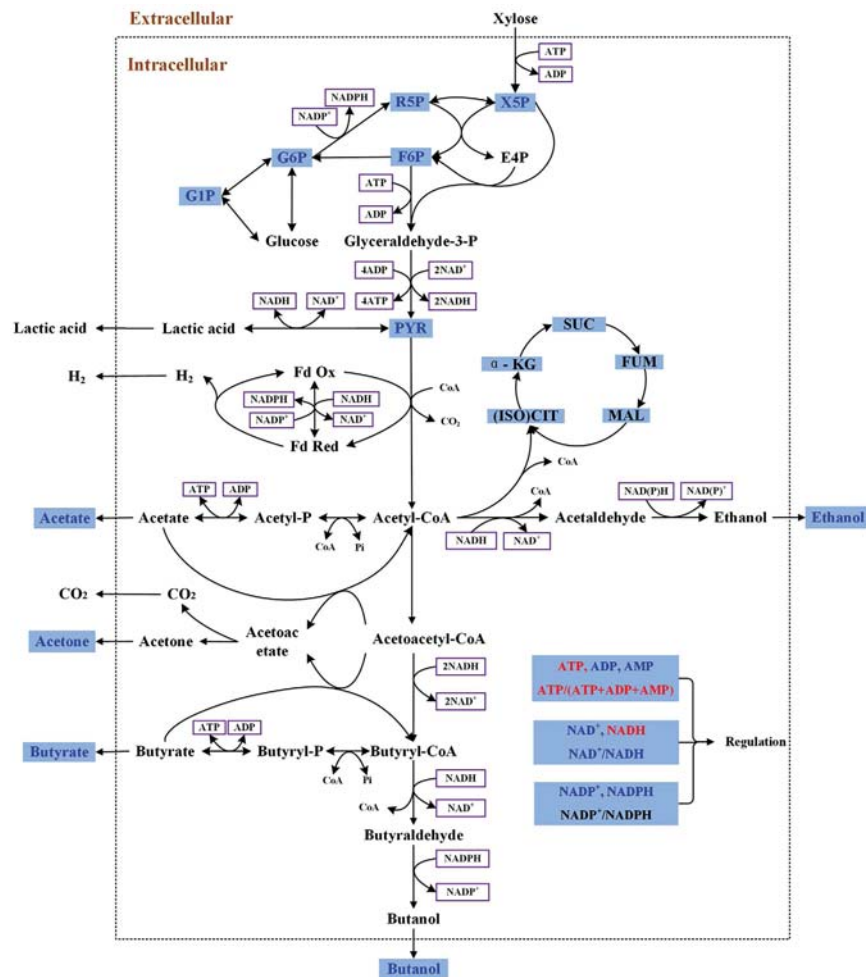 Extracellular
Xylose
Intracellular
ATP
ADP
NADPH
NADP⁺
R5P
X5P
G6P
F6P
E4P
G1P
ATP
ADP
Glucose
Glyceraldehyde-3-P
4ADP
2NAD⁺
4ATP
2NADH
NADH
NAD⁺
Lactic acid
Lactic acid
PYR
SUC
α - KG
FUM
(ISO)CIT
MAL
H₂
H₂
Fd Ox
NADPH
NADH
NADP⁺
NAD⁺
Fd Red
CoA
CO₂
CoA
ATP
ADP
CoA
NAD(P)H
NAD(P)⁺
Acetate
Acetate
Acetyl-P
Acetyl-CoA
Acetaldehyde
Ethanol
Ethanol
CoA
Pi
NADH
NAD⁺
CO₂
CO₂
Acetone
Acetone
Acetoac
etate
Acetoacetyl-CoA
2NADH
2NAD⁺
ATP, ADP, AMP
ATP/(ATP+ADP+AMP)
NAD⁺, NADH
NAD⁺/NADH
Regulation
NADP⁺, NADPH
NADP⁺/NADPH
ATP
ADP
Butyrate
Butyrate
Butyryl-P
Butyryl-CoA
CoA
Pi
NADH
CoA
NAD⁺
Butyraldehyde
NADPH
NADP⁺
Butanol
Butanol